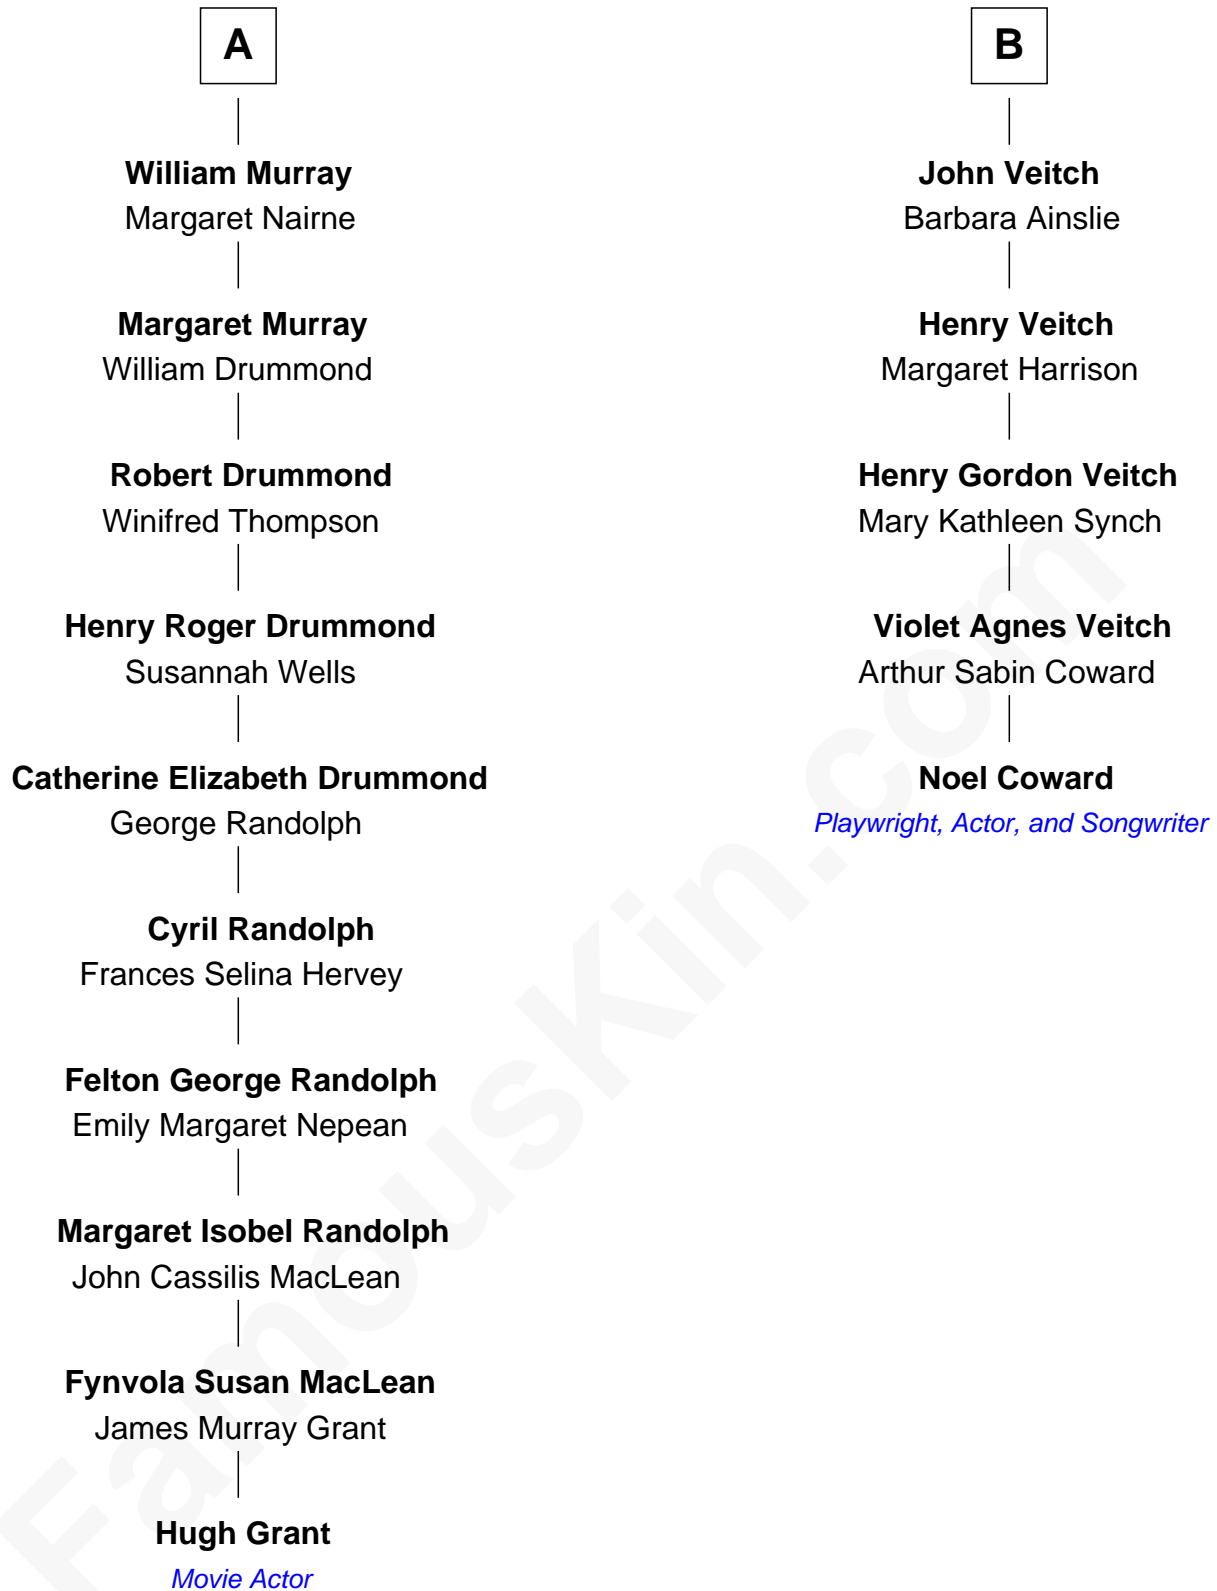 A
William Murray
Margaret Nairne
Margaret Murray
William Drummond
Robert Drummond
Winifred Thompson
Henry Roger Drummond
Susannah Wells
Catherine Elizabeth Drummond
George Randolph
Cyril Randolph
Frances Selina Hervey
Felton George Randolph
Emily Margaret Nepean
Margaret Isobel Randolph
John Cassilis MacLean
Fynvola Susan MacLean
James Murray Grant
Hugh Grant
Movie Actor
B
John Veitch
Barbara Ainslie
Henry Veitch
Margaret Harrison
Henry Gordon Veitch
Mary Kathleen Synch
Violet Agnes Veitch
Arthur Sabin Coward
Noel Coward
Playwright, Actor, and Songwriter
FamousKin.com